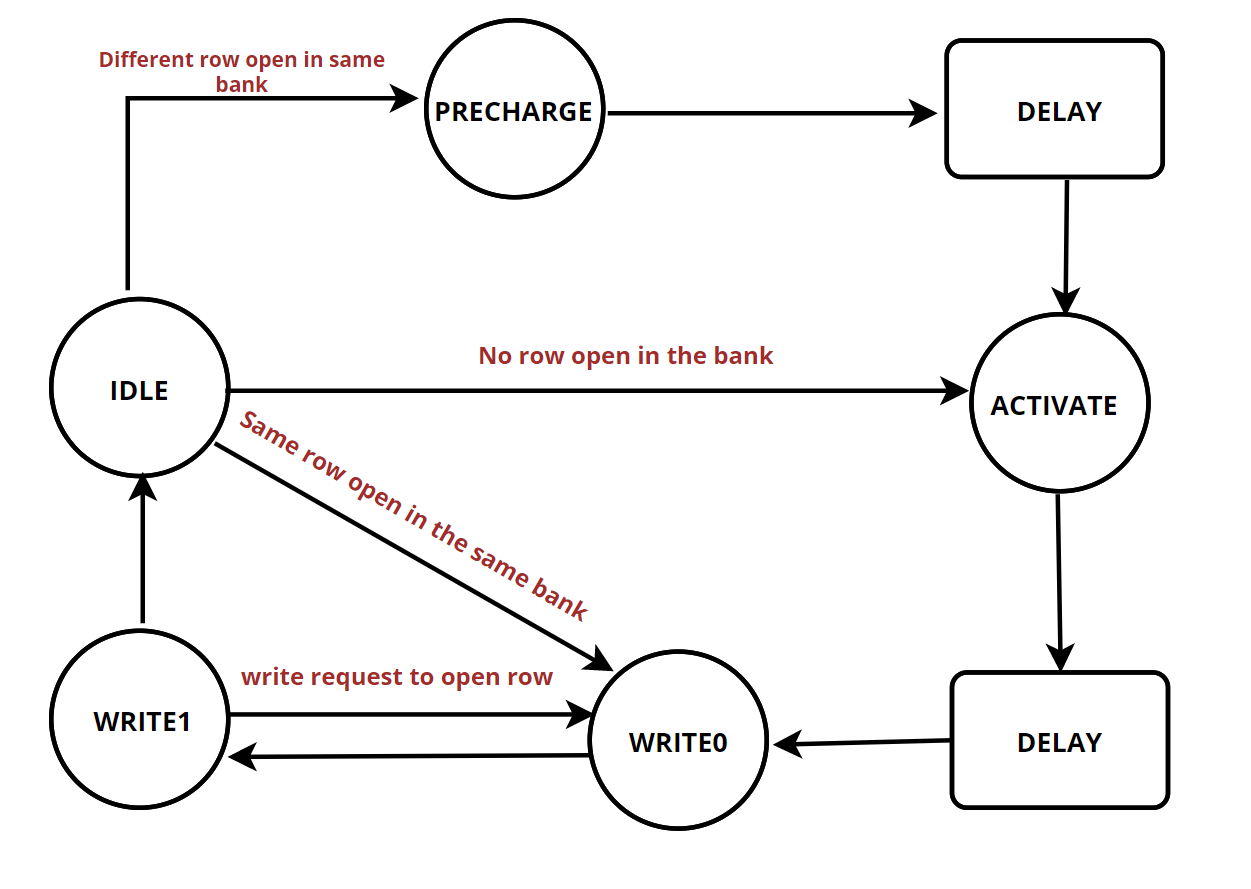 Different row open in same
bank
PRECHARGE
DELAY
No row open in the bank
IDLE
ACTIVATE
Same row open in the same bank
write request to open row
WRITE1
WRITE0
DELAY